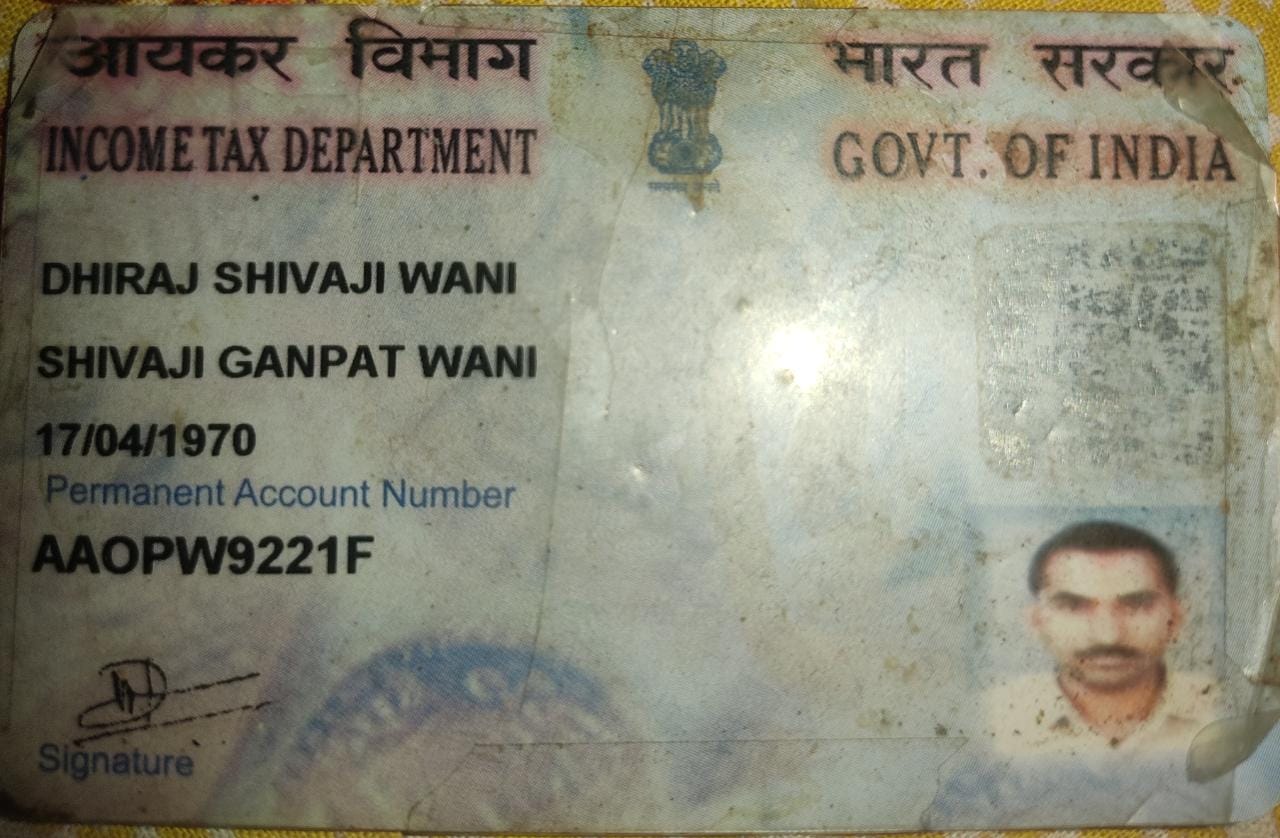 आयकर विभाग
INCOME TAX DEPARTMENT
भारत सरकार
GOVT. OF INDIA
DHIRAJ SHIVAJI WANI
SHIVAJI GANPAT WANI
17/04/1970
Permanent Account Number
AAOPW9221F
Signature